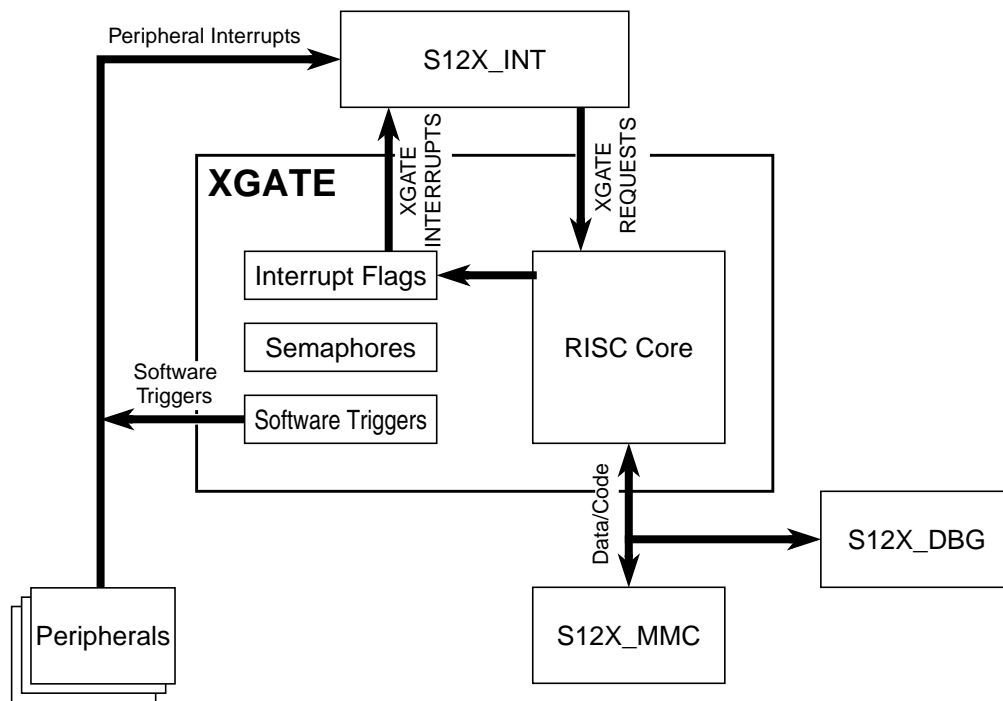 Peripheral Interrupts
S12X_INT
XGATE
INTERRUPTS
XGATE
REQUESTS
XGATE
Interrupt Flags
Semaphores
RISC Core
Software
Triggers
Software Triggers
Data/Code
S12X_DBG
Peripherals
S12X_MMC